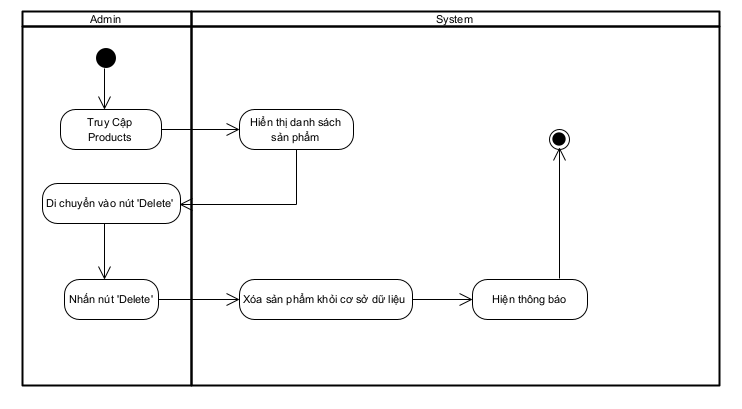 Admin
System
Truy Cập
Products
Hiển thị danh sách
sản phẩm
Di chuyển vào nút 'Delete'
Nhấn nút 'Delete'
Xóa sản phẩm khỏi cơ sở dữ liệu
Hiện thông báo